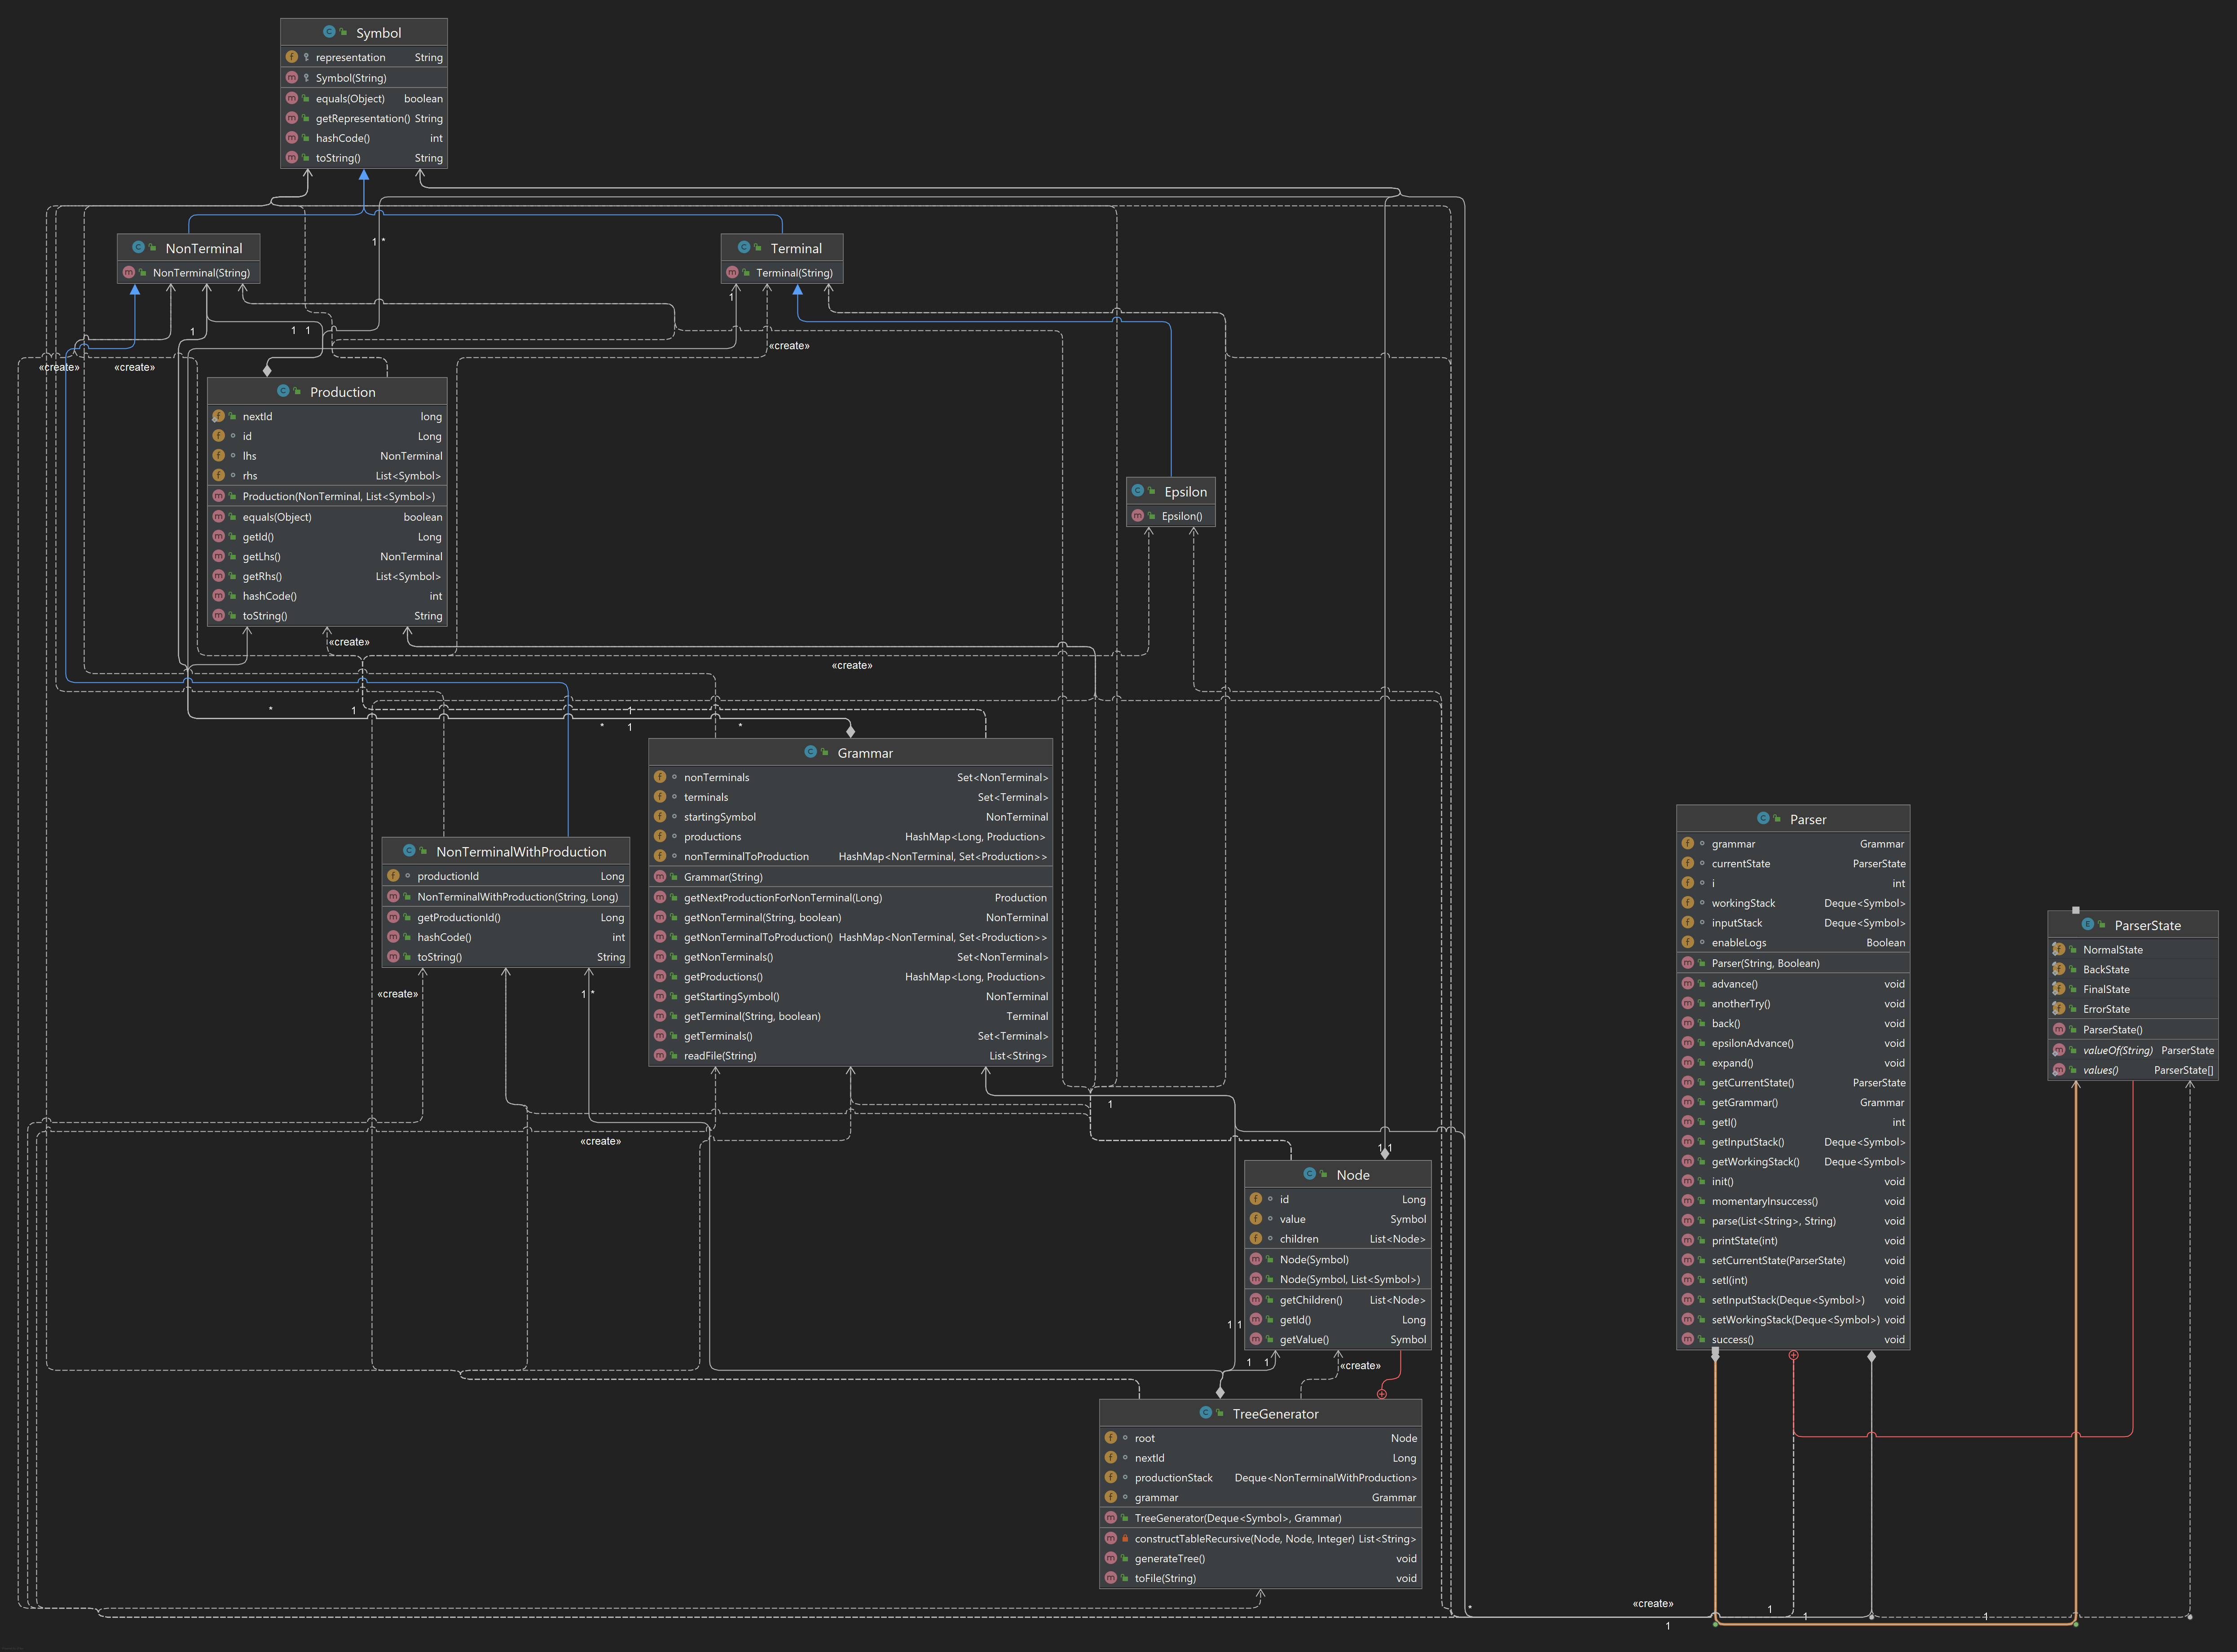 Symbol
representation String
Symbol(String)
equals(Object) boolean
getRepresentation() String
hashCode() int
toString() String
1 *
NonTerminal
NonTerminal(String)
Terminal
Terminal(String)
1
1
1 1
«create»
«create»
«create»
Production
nextId long
id Long
lhs NonTerminal
rhs List<Symbol>
Production(NonTerminal, List<Symbol>)
equals(Object) boolean
getId() Long
getLhs() NonTerminal
getRhs() List<Symbol>
hashCode() int
toString() String
Epsilon
Epsilon()
«create»
«create»
* 1 1 
* 1 *
Grammar
nonTerminals Set<NonTerminal>
terminals Set<Terminal>
startingSymbol NonTerminal
productions HashMap<Long, Production>
nonTerminalToProduction HashMap<NonTerminal, Set<Production>>
Grammar(String)
getNextProductionForNonTerminal(Long) Production
getNonTerminal(String, boolean) NonTerminal
getNonTerminalToProduction() HashMap<NonTerminal, Set<Production>>
getNonTerminals() Set<NonTerminal>
getProductions() HashMap<Long, Production>
getStartingSymbol() NonTerminal
getTerminal(String, boolean) Terminal
getTerminals() Set<Terminal>
readFile(String) List<String>
NonTerminalWithProduction
productionId Long
NonTerminalWithProduction(String, Long)
getProductionId() Long
hashCode() int
toString() String
«create»
1 *
«create»
1
Parser
grammar Grammar
currentState ParserState
i int
workingStack Deque<Symbol>
inputStack Deque<Symbol>
enableLogs Boolean
Parser(String, Boolean)
advance() void
anotherTry() void
back() void
epsilonAdvance() void
expand() void
getCurrentState() ParserState
getGrammar() Grammar
getI() int
getInputStack() Deque<Symbol>
getWorkingStack() Deque<Symbol>
init() void
momentaryInsuccess() void
parse(List<String>, String) void
printState(int) void
setCurrentState(ParserState) void
setI(int) void
setInputStack(Deque<Symbol>) void
setWorkingStack(Deque<Symbol>) void
success() void
ParserState
NormalState
BackState
FinalState
ErrorState
ParserState()
valueOf(String) ParserState
values() ParserState[]
1 1
Node
id Long
value Symbol
children List<Node>
Node(Symbol)
Node(Symbol, List<Symbol>)
getChildren() List<Node>
getId() Long
getValue() Symbol
1 1
1 1
«create»
TreeGenerator
root Node
nextId Long
productionStack Deque<NonTerminalWithProduction>
grammar Grammar
TreeGenerator(Deque<Symbol>, Grammar)
constructTableRecursive(Node, Node, Integer) List<String>
generateTree() void
toFile(String) void
«create»
* 1 1 1
1